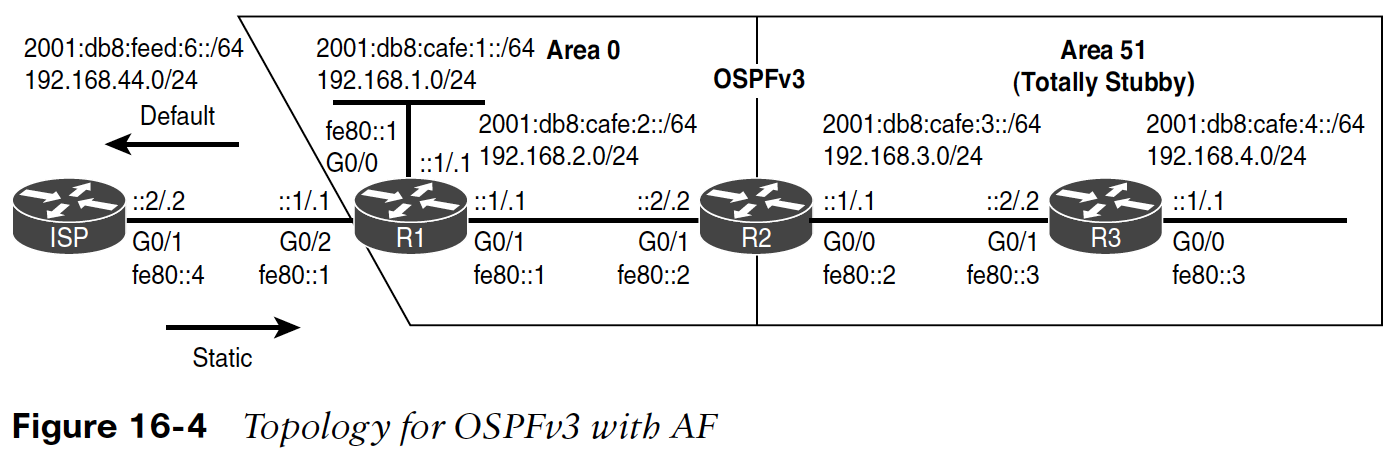 2001:db8:feed:6::/64
192.168.44.0/24
Default
2001:db8:cafe:1::/64
192.168.1.0/24
Area 0
OSPFv3
Area 51
(Totally Stubby)
fe80::1
G0/0
::1/.1
2001:db8:cafe:2::/64
192.168.2.0/24
2001:db8:cafe:3::/64
192.168.3.0/24
2001:db8:cafe:4::/64
192.168.4.0/24
ISP
::2/.2
G0/1
fe80::4
::1/.1
G0/2
fe80::1
R1
::1/.1
G0/1
fe80::1
::2/.2
G0/1
fe80::2
R2
::1/.1
G0/0
fe80::2
::2/.2
G0/1
fe80::3
R3
::1/.1
G0/0
fe80::3
Static
Figure 16-4 Topology for OSPFv3 with AF